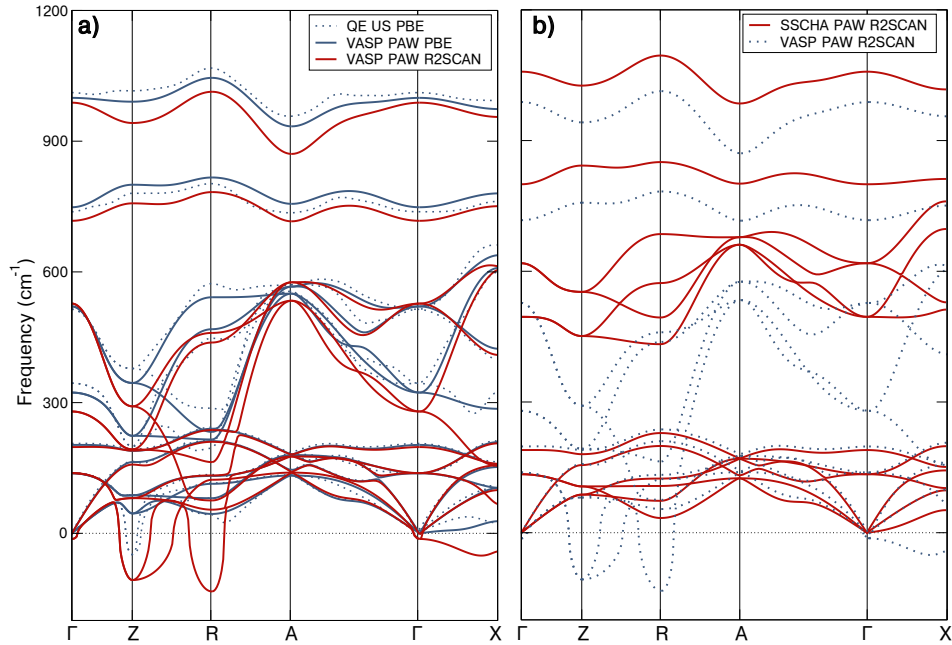 a)
QE US PBE
VASP PAW PBE
VASP PAW R2SCAN
b)
SSCHA PAW R2SCAN
VASP PAW R2SCAN
1200
900
600
300
0
Frequency (cm⁻¹)
Γ Z R A Γ X
Γ Z R A Γ X